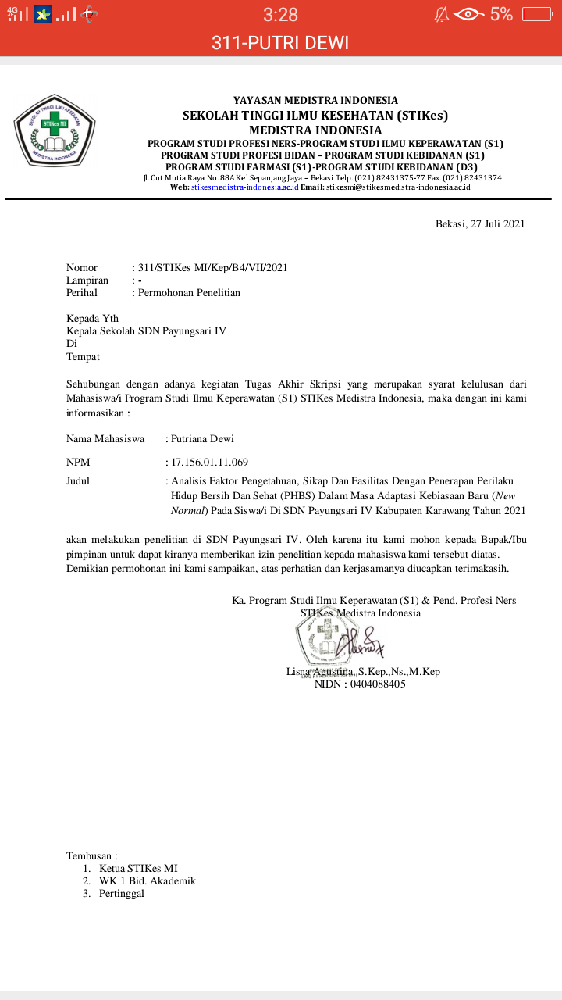 4G 3:28 5%
311-PUTRI DEWI
SEKOLAH TINGGI ILMU KESEHATAN
STIKes MI
MEDISTRA INDONESIA
YAYASAN MEDISTRA INDONESIA
SEKOLAH TINGGI ILMU KESEHATAN (STIKes)
MEDISTRA INDONESIA
PROGRAM STUDI PROFESI NERS-PROGRAM STUDI ILMU KEPERAWATAN (S1)
PROGRAM STUDI PROFESI BIDAN – PROGRAM STUDI KEBIDANAN (S1)
PROGRAM STUDI FARMASI (S1)-PROGRAM STUDI KEBIDANAN (D3)
Jl. Cut Mutia Raya No. 88A Kel.Sepanjang Jaya – Bekasi Telp. (021) 82431375-77 Fax. (021) 82431374
Web: stikesmedistra-indonesia.ac.id Email: stikesmi@stikesmedistra-indonesia.ac.id
Bekasi, 27 Juli 2021
Nomor : 311/STIKes MI/Kep/B4/VII/2021
Lampiran : -
Perihal : Permohonan Penelitian
Kepada Yth
Kepala Sekolah SDN Payungsari IV
Di
Tempat
Sehubungan dengan adanya kegiatan Tugas Akhir Skripsi yang merupakan syarat kelulusan dari
Mahasiswa/i Program Studi Ilmu Keperawatan (S1) STIKes Medistra Indonesia, maka dengan ini kami
informasikan :
Nama Mahasiswa : Putriana Dewi
NPM : 17.156.01.11.069
Judul : Analisis Faktor Pengetahuan, Sikap Dan Fasilitas Dengan Penerapan Perilaku
Hidup Bersih Dan Sehat (PHBS) Dalam Masa Adaptasi Kebiasaan Baru (New
Normal) Pada Siswa/i Di SDN Payungsari IV Kabupaten Karawang Tahun 2021
akan melakukan penelitian di SDN Payungsari IV. Oleh karena itu kami mohon kepada Bapak/Ibu
pimpinan untuk dapat kiranya memberikan izin penelitian kepada mahasiswa kami tersebut diatas.
Demikian permohonan ini kami sampaikan, atas perhatian dan kerjasamanya diucapkan terimakasih.
Ka. Program Studi Ilmu Keperawatan (S1) & Pend. Profesi Ners
STIKes Medistra Indonesia
Lisna Agustina, S.Kep.,Ns.,M.Kep
NIDN : 0404088405
Tembusan :
1. Ketua STIKes MI
2. WK 1 Bid. Akademik
3. Pertinggal